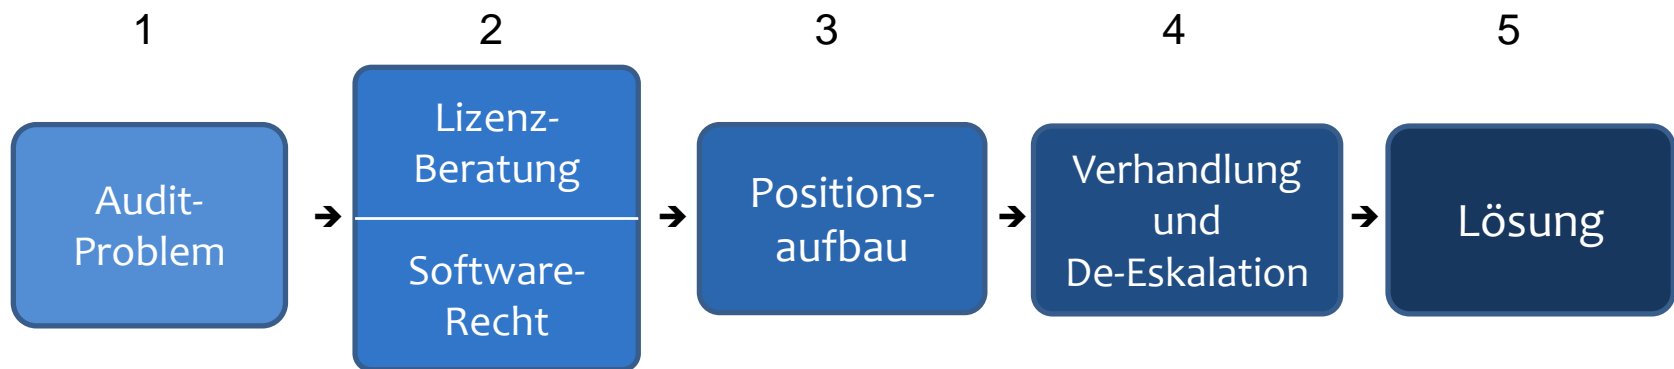 1
2
3
4
5
Audit-
Problem
➔
Lizenz-
Beratung
Software-
Recht
➔
Positions-
aufbau
➔
Verhandlung
und
De-Eskalation
➔
Lösung